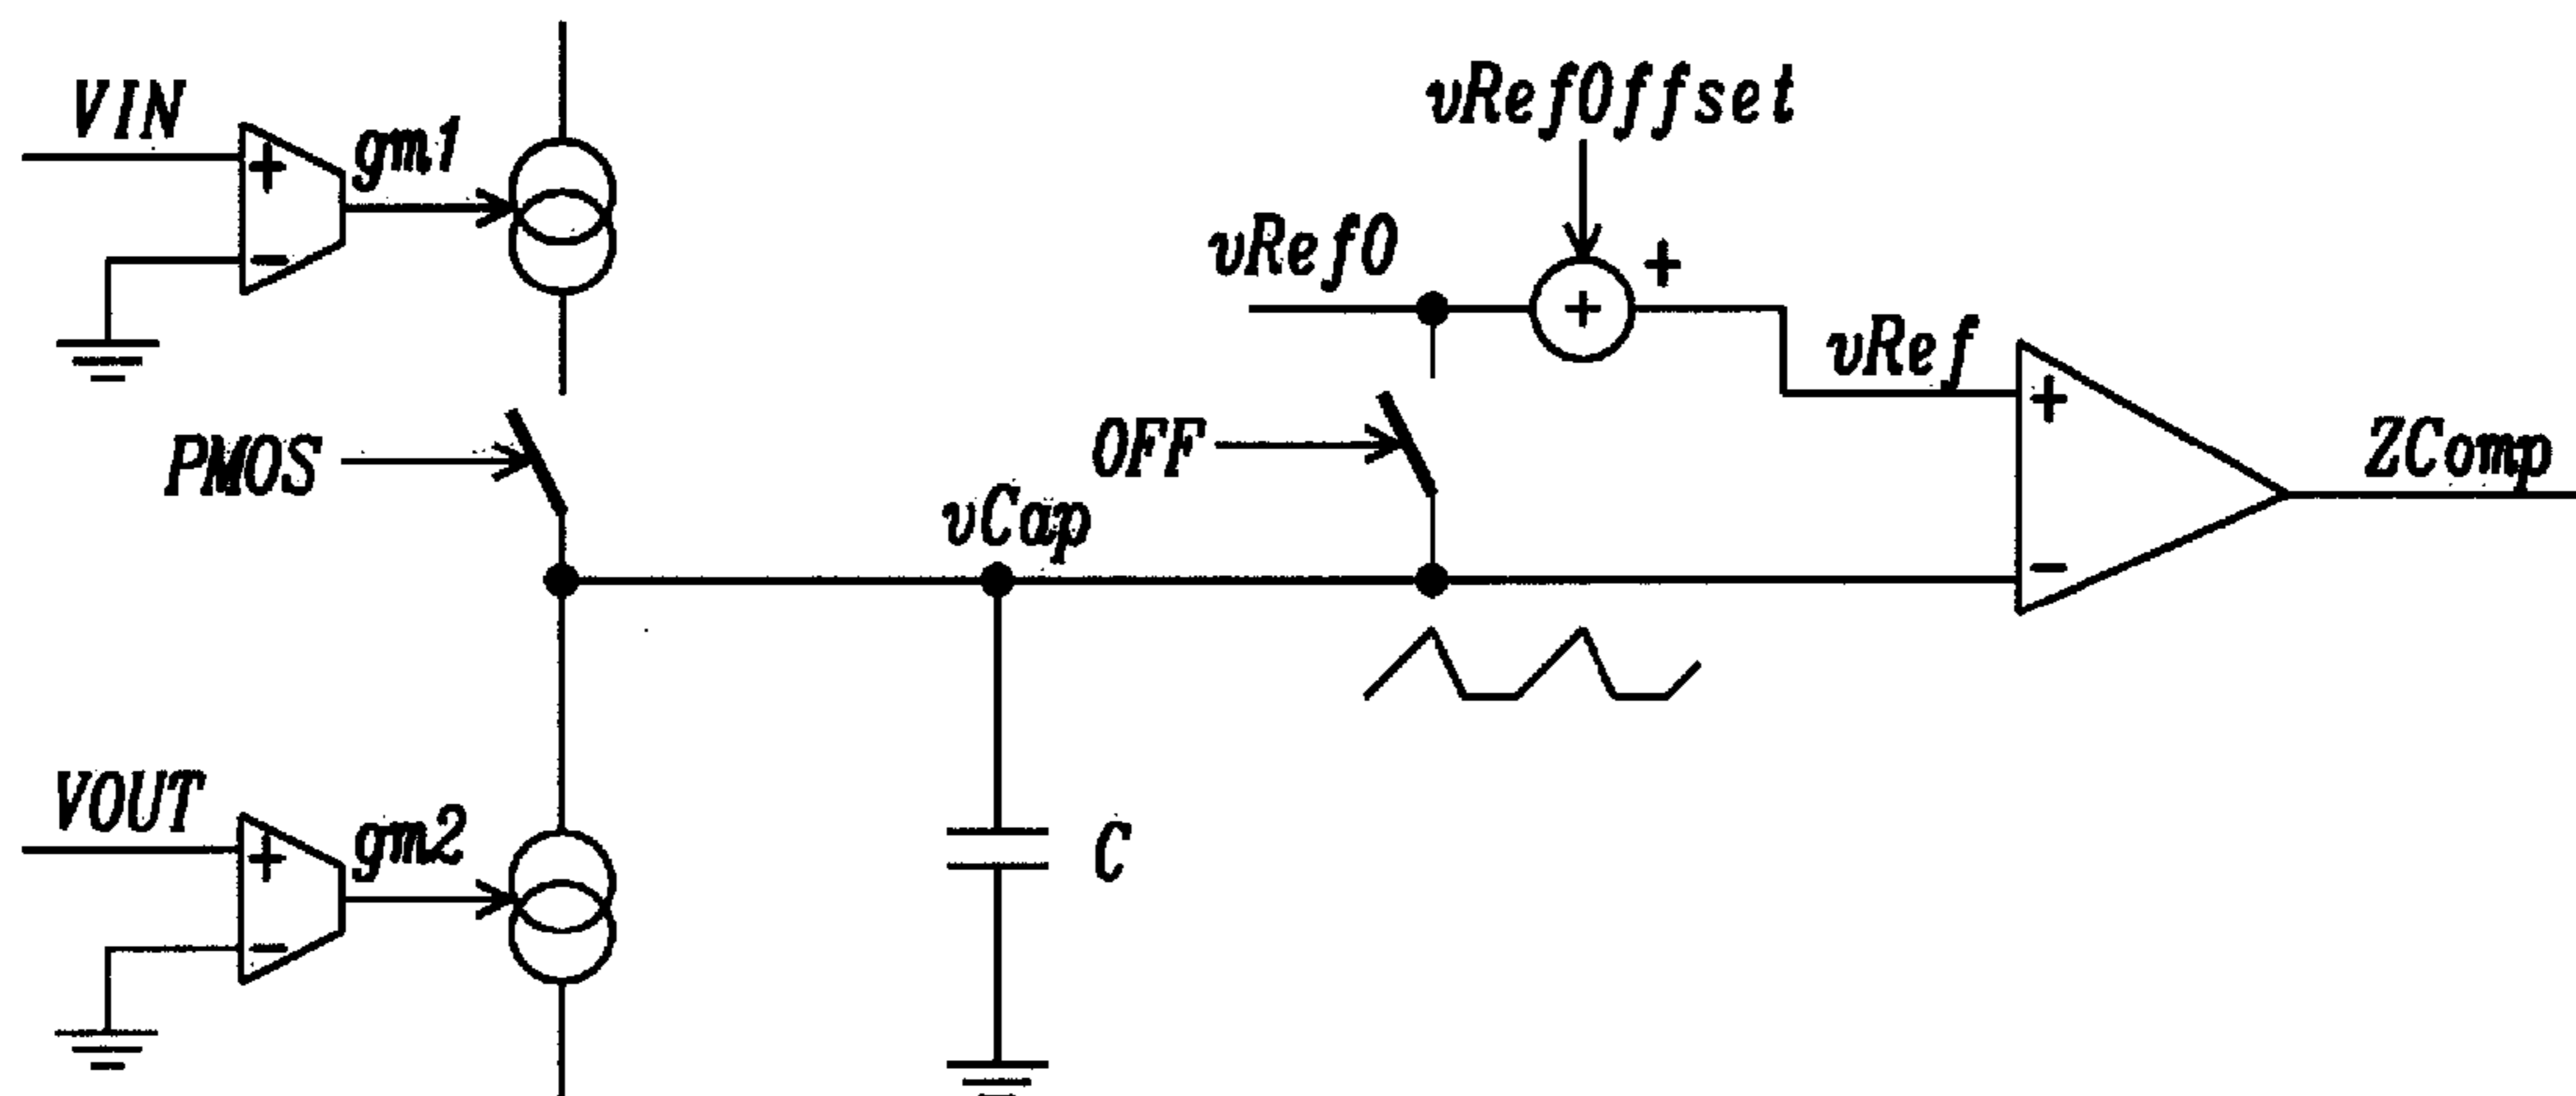 VIN
gm1
vRefOffset
vRef0
vRef
PMOS
OFF
ZComp
vCap
VOUT
gm2
C